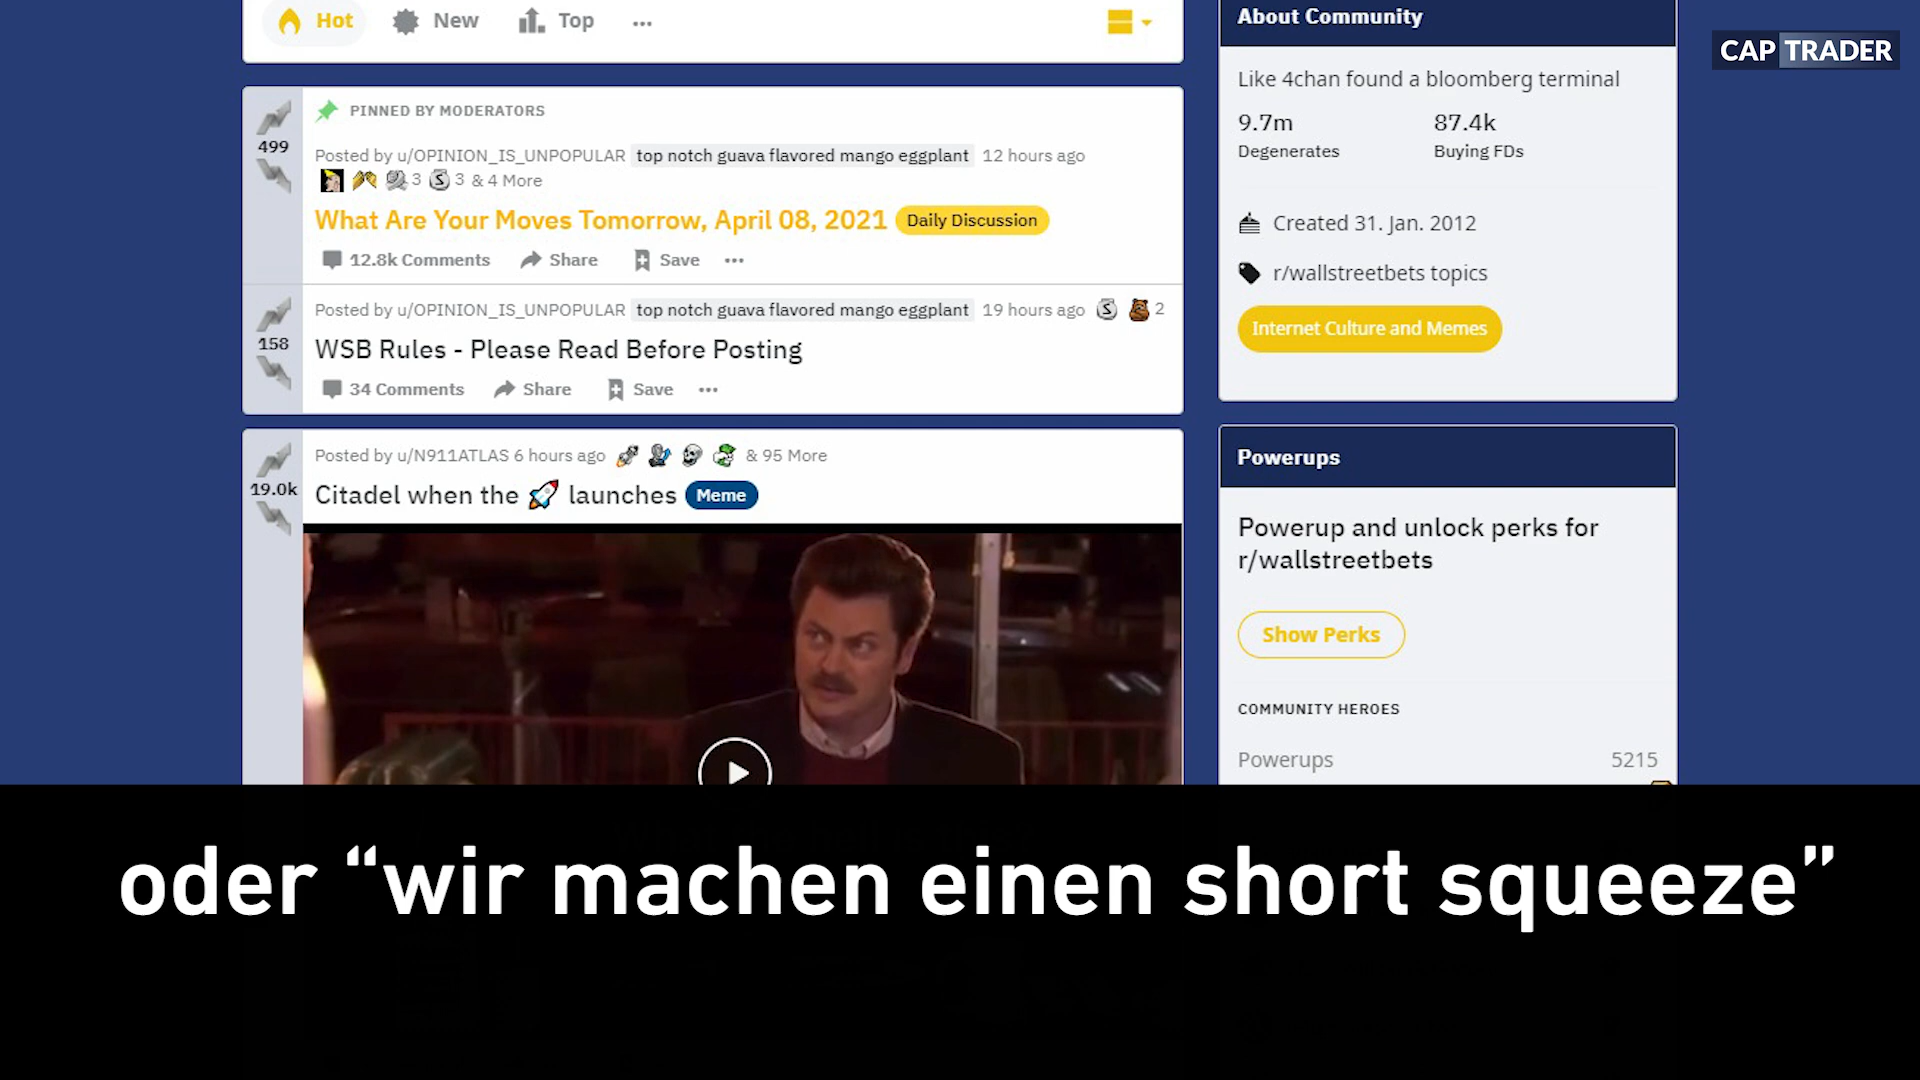 Hot New Top ...
PINNED BY MODERATORS
499
Posted by u/OPINION_IS_UNPOPULAR top notch guava flavored mango eggplant 12 hours ago
3 3 & 4 More
What Are Your Moves Tomorrow, April 08, 2021 Daily Discussion
12.8k Comments Share Save ...
Posted by u/OPINION_IS_UNPOPULAR top notch guava flavored mango eggplant 19 hours ago 2
158
WSB Rules - Please Read Before Posting
34 Comments Share Save ...
Posted by u/N911ATLAS 6 hours ago & 95 More
19.0k
Citadel when the 🚀 launches Meme
About Community
CAP TRADER
Like 4chan found a bloomberg terminal
9.7m 87.4k
Degenerates Buying FDs
Created 31. Jan. 2012
r/wallstreetbets topics
Internet Culture and Memes
Powerups
Powerup and unlock perks for
r/wallstreetbets
Show Perks
COMMUNITY HEROES
Powerups 5215
oder “wir machen einen short squeeze”